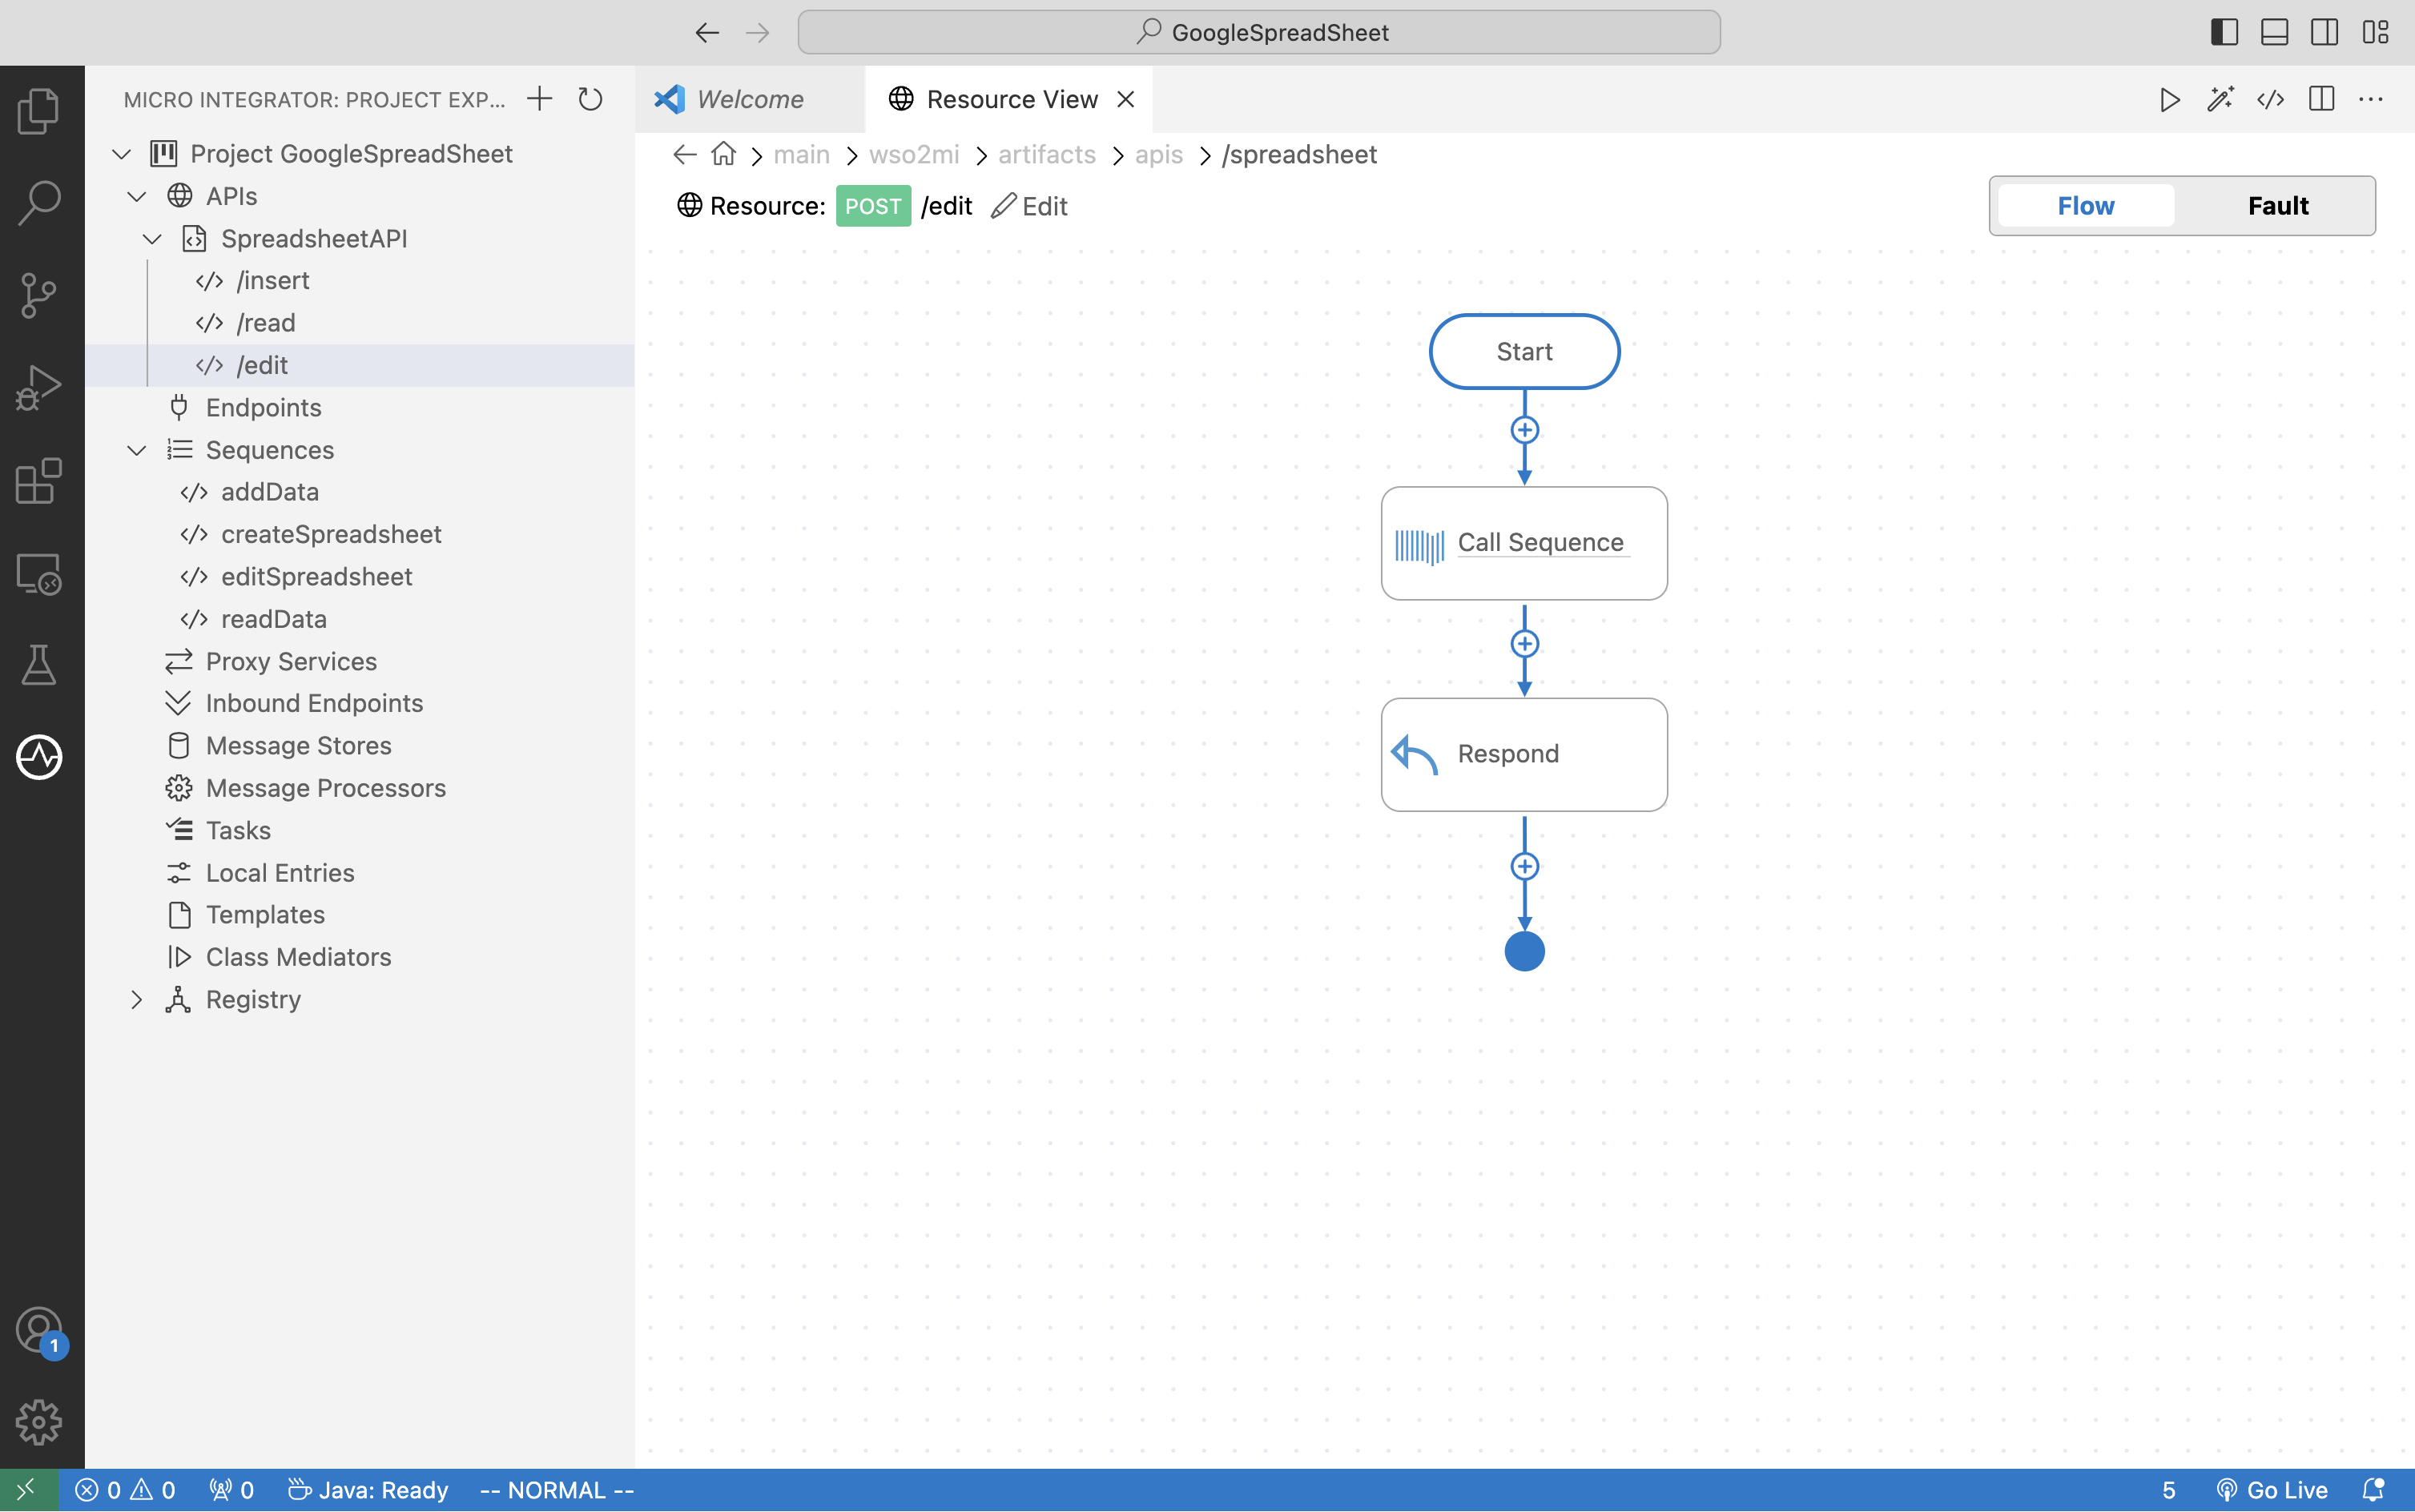 GoogleSpreadSheet
MICRO INTEGRATOR: PROJECT EXP...
Project GoogleSpreadSheet
APIs
SpreadsheetAPI
/insert
/read
/edit
Endpoints
Sequences
addData
createSpreadsheet
editSpreadsheet
readData
Proxy Services
Inbound Endpoints
Message Stores
Message Processors
Tasks
Local Entries
Templates
Class Mediators
Registry
Welcome
Resource View
main > wso2mi > artifacts > apis > /spreadsheet
Resource: POST /edit Edit
Flow Fault
Start
Call Sequence
Respond
1
0 0 0 Java: Ready -- NORMAL -- 5 Go Live